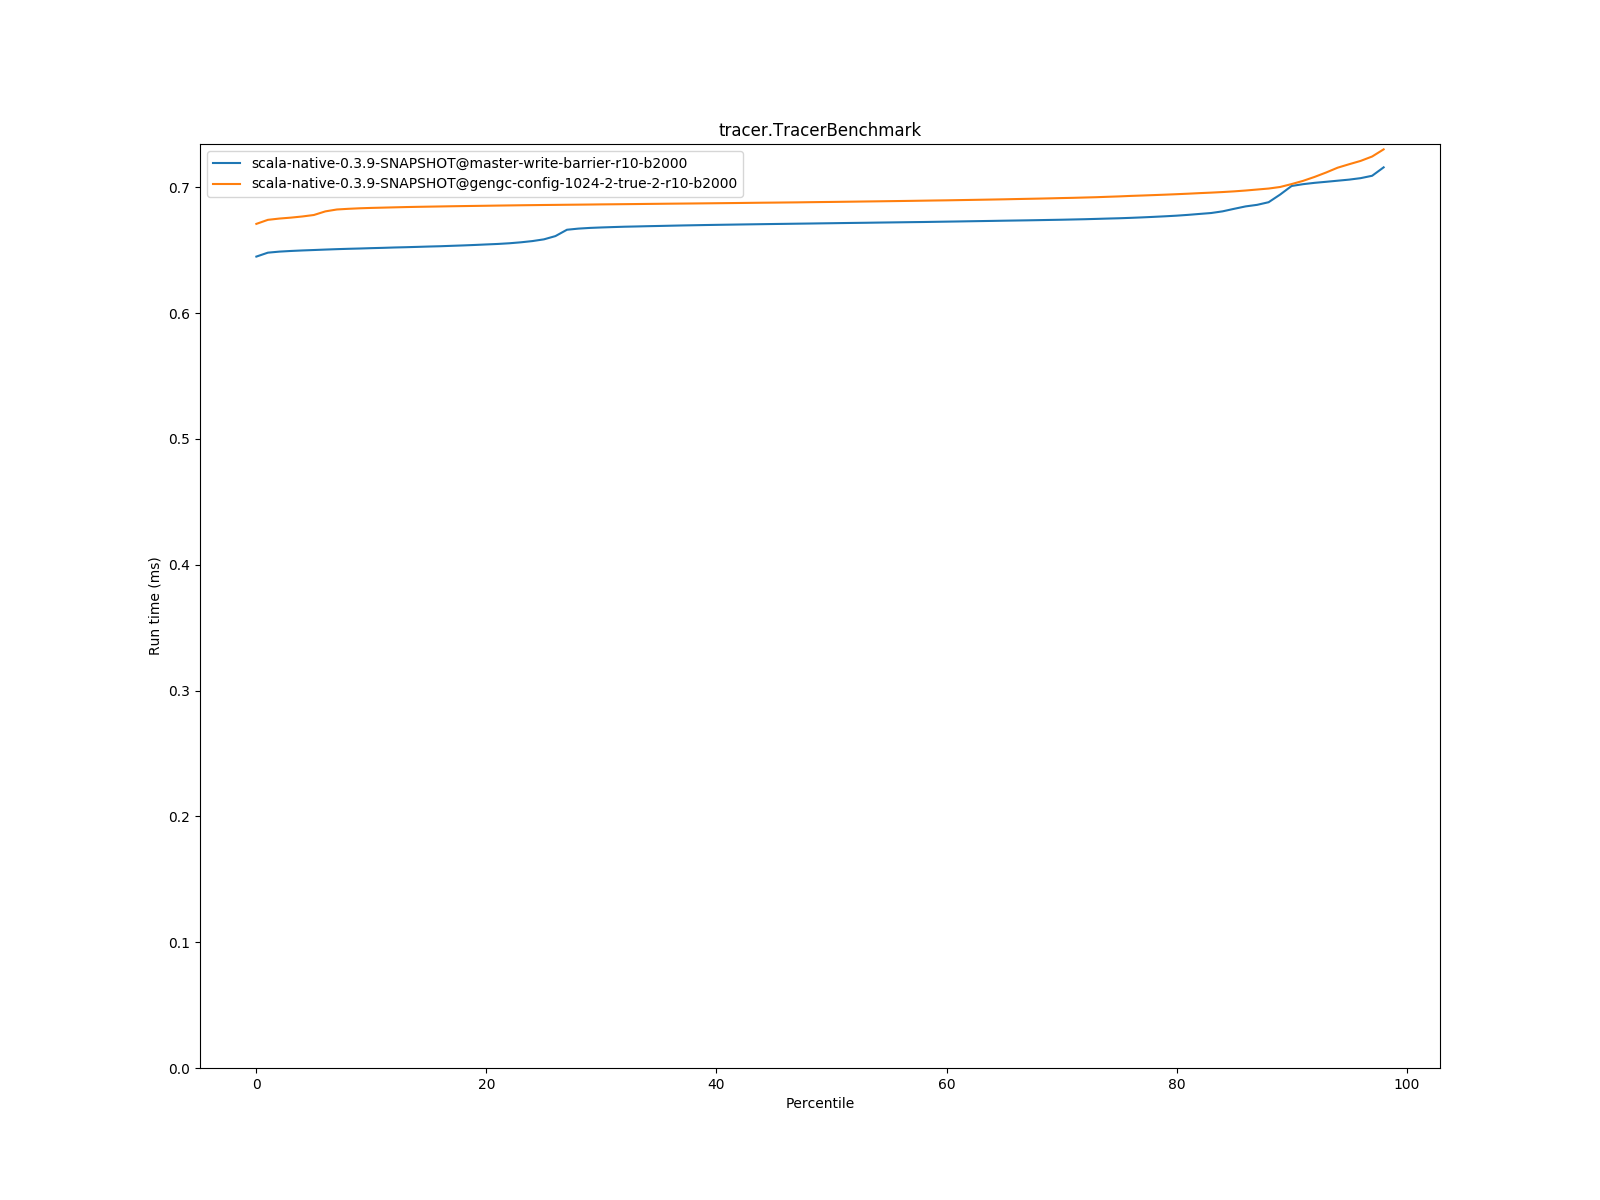 tracer.TracerBenchmark
scala-native-0.3.9-SNAPSHOT@master-write-barrier-r10-b2000
scala-native-0.3.9-SNAPSHOT@gengc-config-1024-2-true-2-r10-b2000
0.7
0.6
0.5
0.4
0.3
0.2
0.1
0.0
Run time (ms)
0 20 40 60 80 100
Percentile